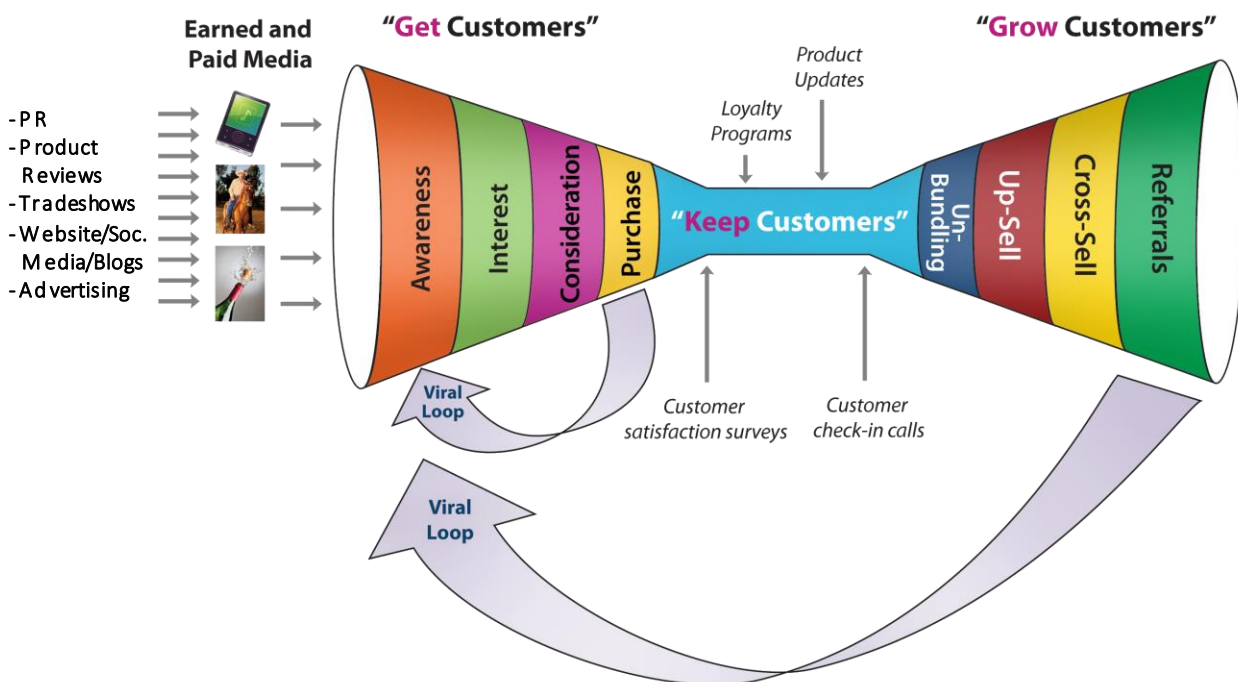 Earned and
Paid Media
"Get Customers"
"Grow Customers"
- PR
- Product
Reviews
- Tradeshows
- Website/Soc.
Media/Blogs
- Advertising
Product
Updates
Loyalty
Programs
Awareness
Interest
Consideration
Purchase
"Keep Customers"
Un-
Bundling
Up-Sell
Cross-Sell
Referrals
Viral
Loop
Customer
satisfaction surveys
Customer
check-in calls
Viral
Loop